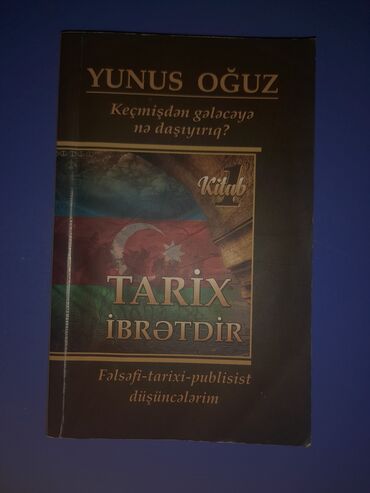 YUNUS OĞUZ
Keçmişdən gələcəyə
nə daşıyırıq?
Kitab
1
TARİX
İBRƏTDİR
Fəlsəfi-tarixi-publisist
düşüncələrim